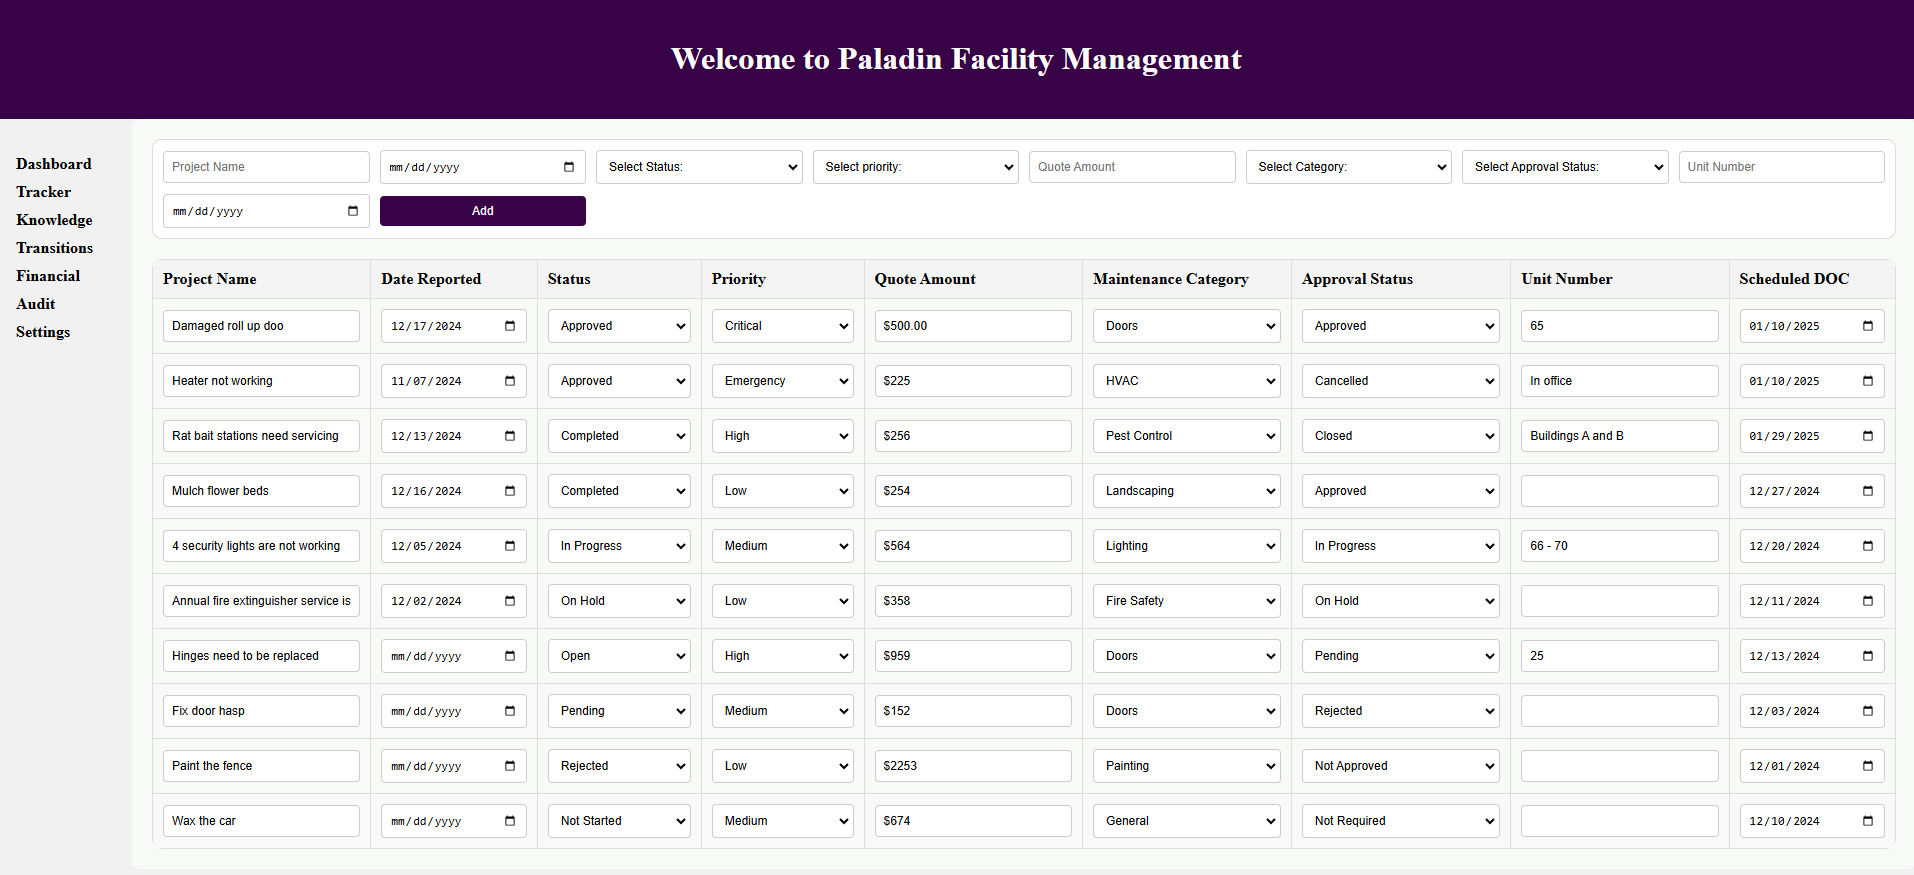 Welcome to Paladin Facility Management
Dashboard
Tracker
Knowledge
Transitions
Financial
Audit
Settings
Project Name mm/dd/yyyy Select Status: Select priority: Quote Amount Select Category: Select Approval Status: Unit Number
mm/dd/yyyy Add
Project Name Date Reported Status Priority Quote Amount Maintenance Category Approval Status Unit Number Scheduled DOC
Damaged roll up doo 12/17/2024 Approved Critical $500.00 Doors Approved 65 01/10/2025
Heater not working 11/07/2024 Approved Emergency $225 HVAC Cancelled In office 01/10/2025
Rat bait stations need servicing 12/13/2024 Completed High $256 Pest Control Closed Buildings A and B 01/29/2025
Mulch flower beds 12/16/2024 Completed Low $254 Landscaping Approved 12/27/2024
4 security lights are not working 12/05/2024 In Progress Medium $564 Lighting In Progress 66 - 70 12/20/2024
Annual fire extinguisher service is 12/02/2024 On Hold Low $358 Fire Safety On Hold 12/11/2024
Hinges need to be replaced mm/dd/yyyy Open High $959 Doors Pending 25 12/13/2024
Fix door hasp mm/dd/yyyy Pending Medium $152 Doors Rejected 12/03/2024
Paint the fence mm/dd/yyyy Rejected Low $2253 Painting Not Approved 12/01/2024
Wax the car mm/dd/yyyy Not Started Medium $674 General Not Required 12/10/2024